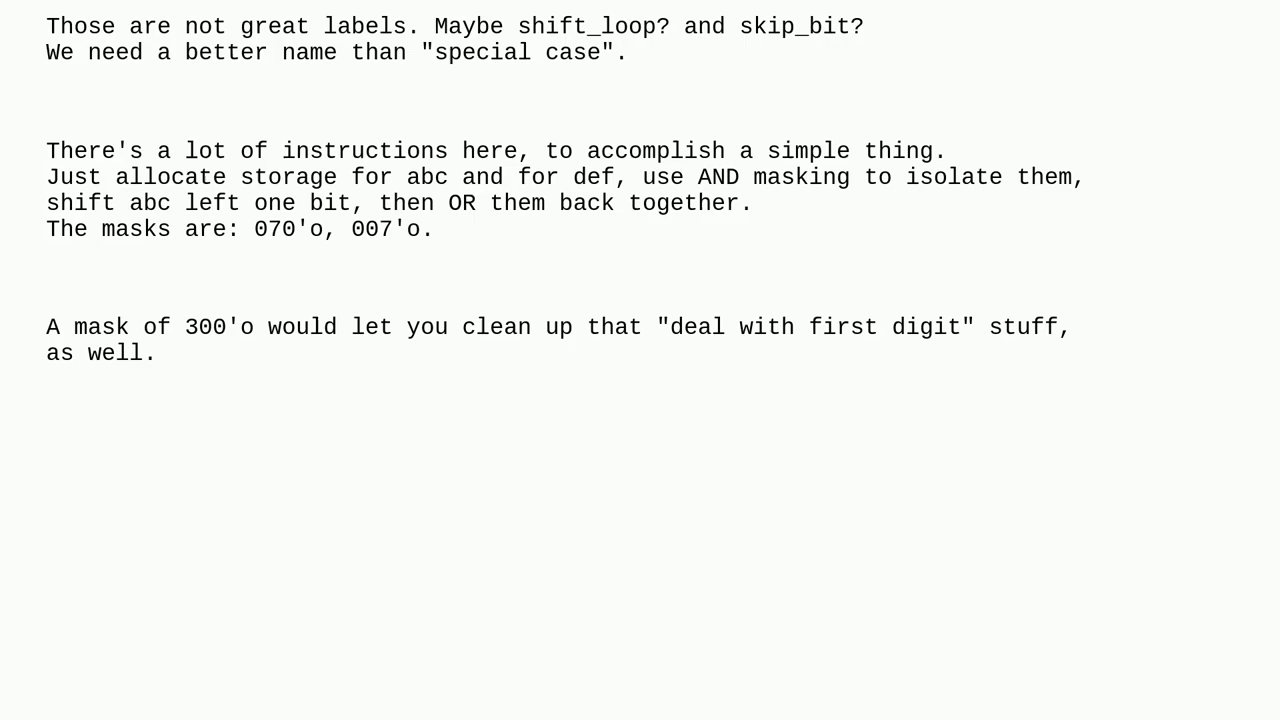 Those are not great labels. Maybe shift_loop? and skip_bit?
We need a better name than "special case".
There's a lot of instructions here, to accomplish a simple thing.
Just allocate storage for abc and for def, use AND masking to isolate them,
shift abc left one bit, then OR them back together.
The masks are: 070'o, 007'o.
A mask of 300'o would let you clean up that "deal with first digit" stuff,
as well.